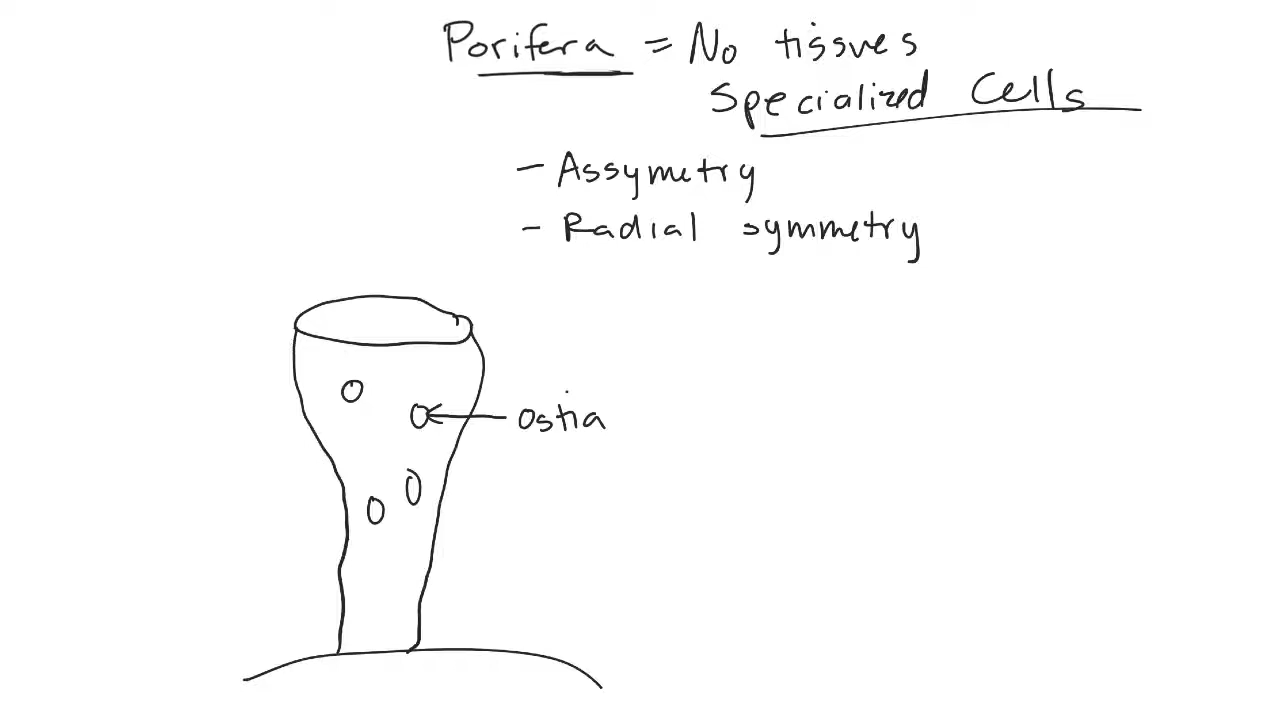 Porifera = No tissues
Specialized Cells
- Assymetry
- Radial symmetry
Ostia